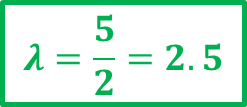 λ = 5/2 = 2.5